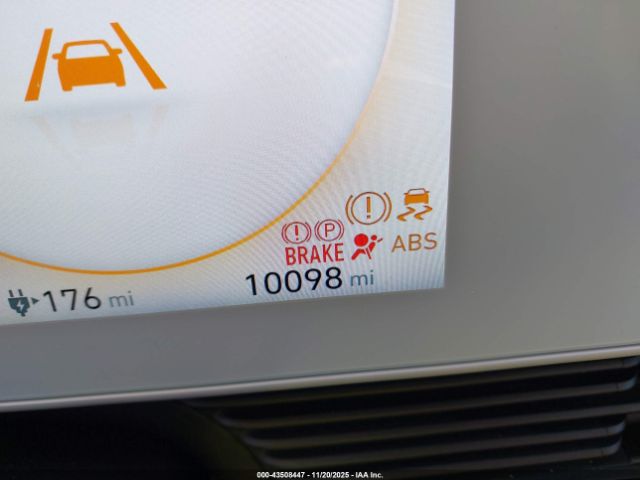 ! P !
BRAKE ABS
176 mi 10098 mi
000-43508447 - 11/20/2025 - IAA Inc.